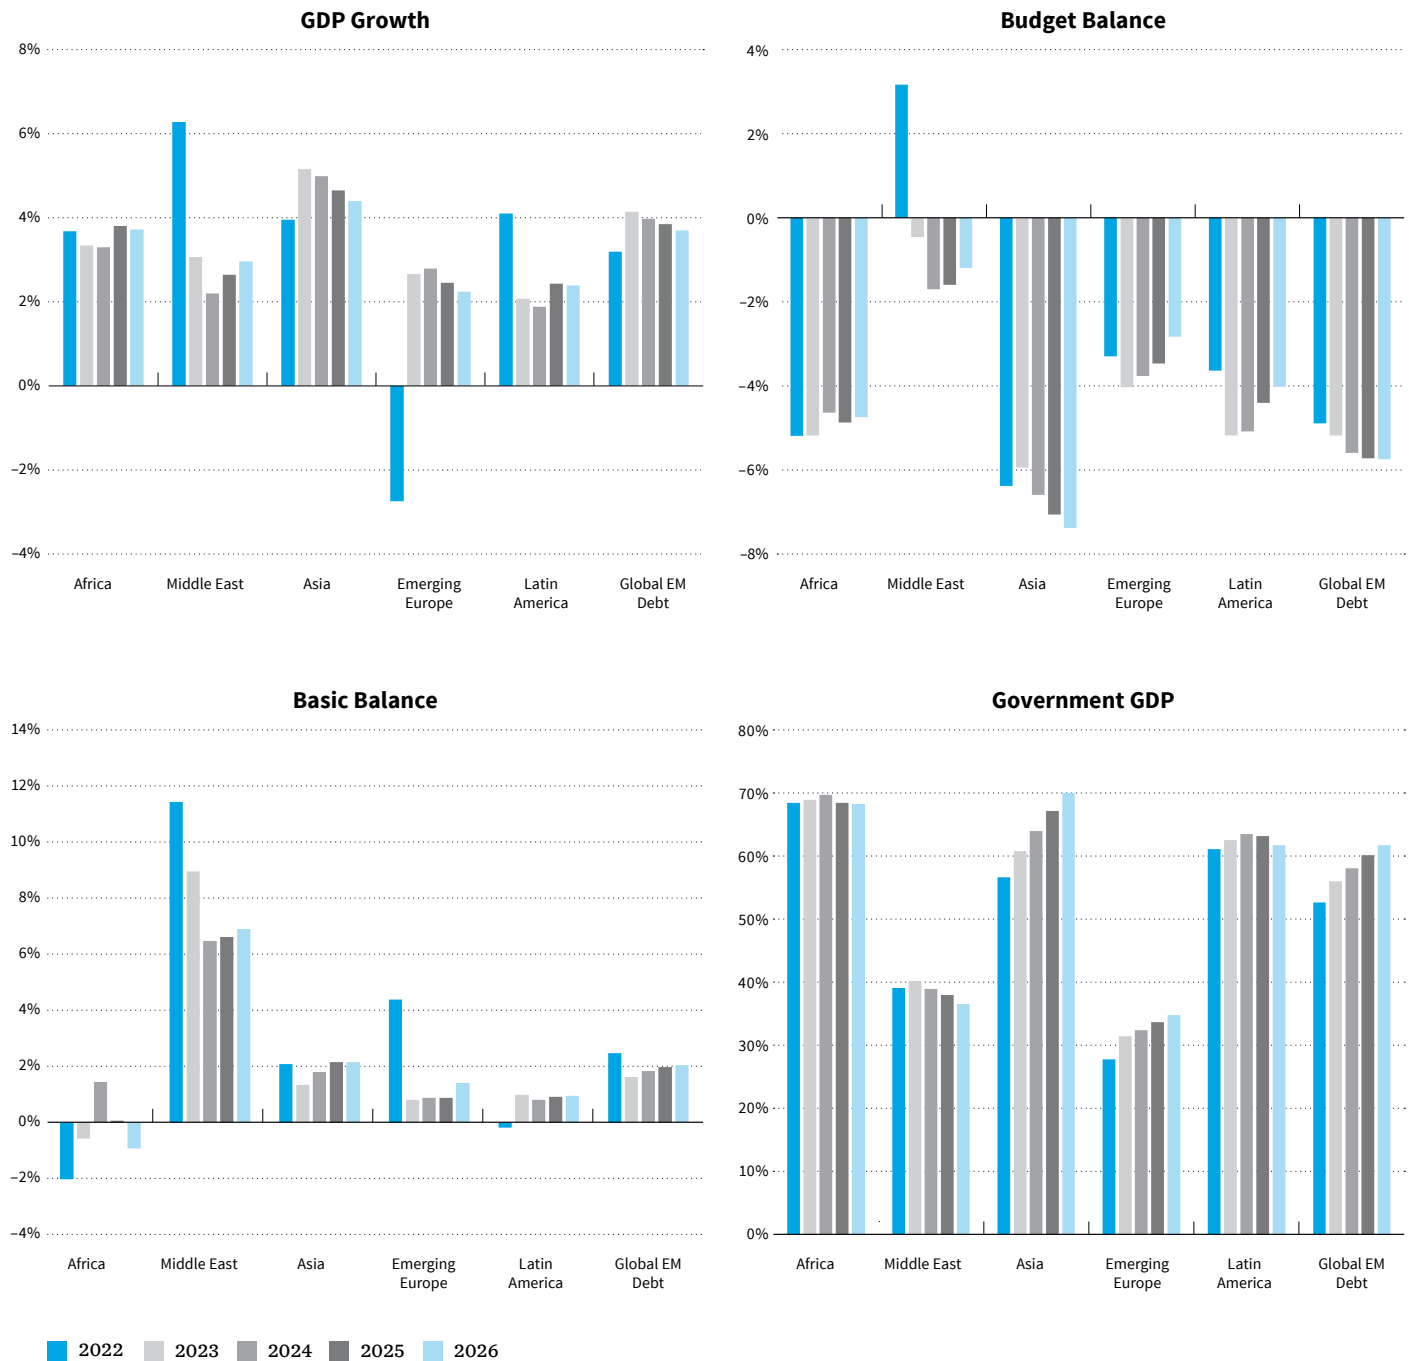 GDP Growth
8%
6%
4%
2%
0%
–2%
–4%
Africa
Middle East
Asia
Emerging
Europe
Latin
America
Global EM
Debt
Budget Balance
4%
2%
0%
–2%
–4%
–6%
–8%
Africa
Middle East
Asia
Emerging
Europe
Latin
America
Global EM
Debt
Basic Balance
14%
12%
10%
8%
6%
4%
2%
0%
–2%
–4%
Africa
Middle East
Asia
Emerging
Europe
Latin
America
Global EM
Debt
Government GDP
80%
70%
60%
50%
40%
30%
20%
10%
0%
Africa
Middle East
Asia
Emerging
Europe
Latin
America
Global EM
Debt
2022 2023 2024 2025 2026